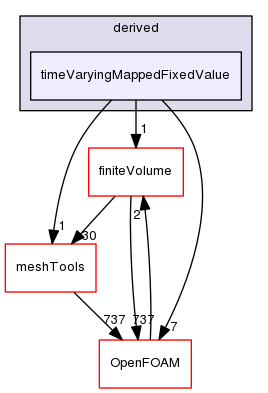 derived
timeVaryingMappedFixedValue
1
finiteVolume
2
1
30
meshTools
737
737
7
OpenFOAM